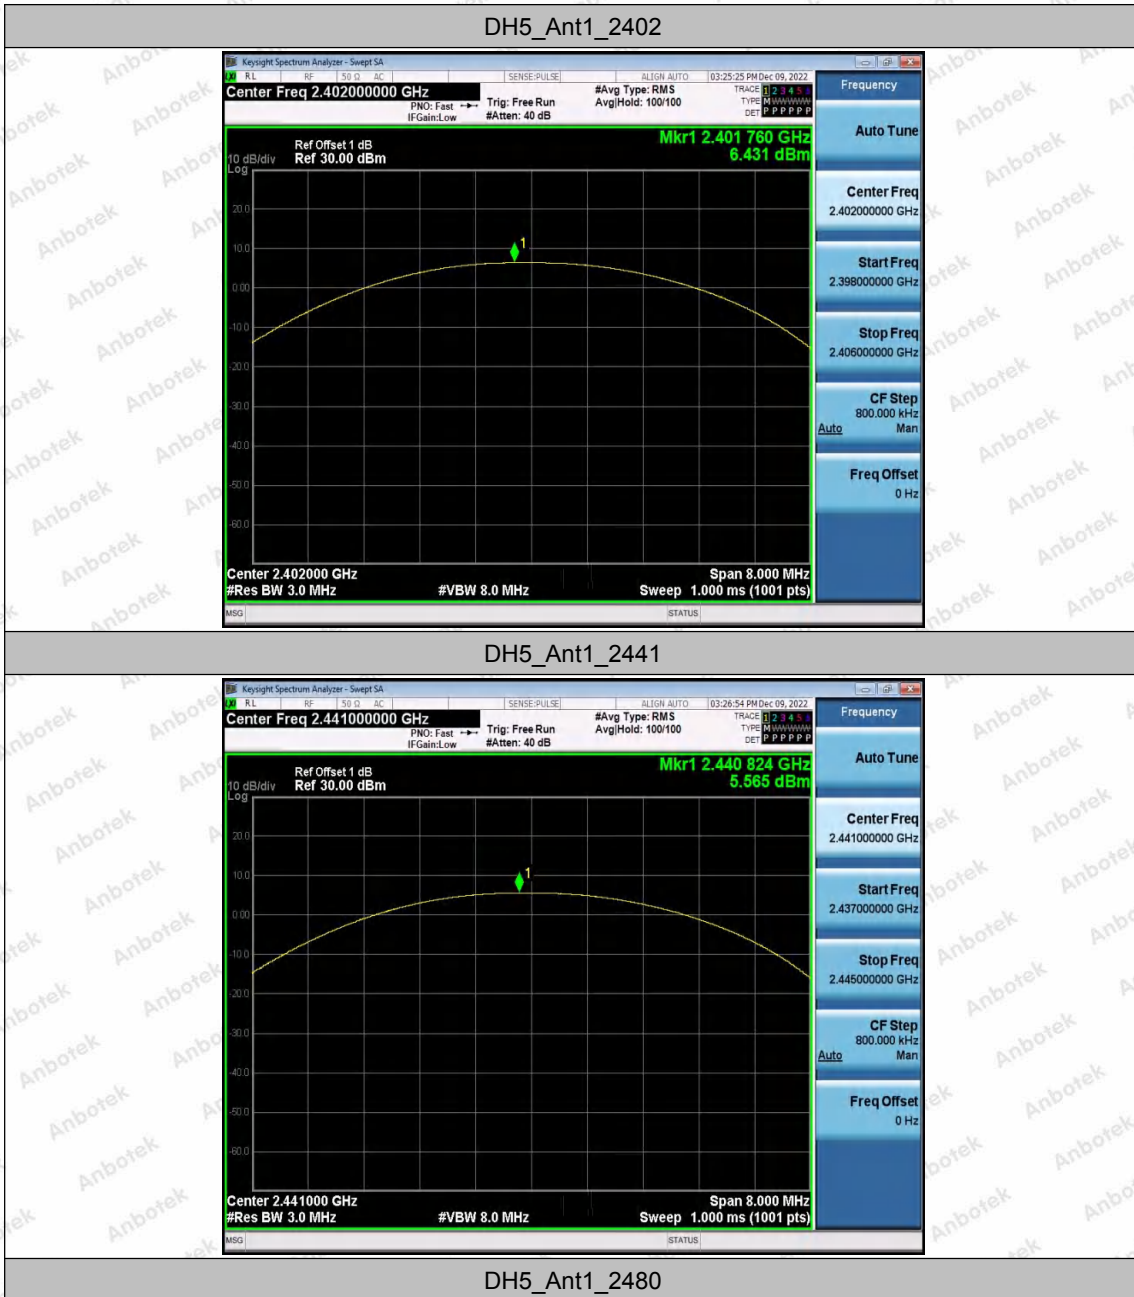 DH5_Ant1_2402
Keysight Spectrum Analyzer - Swept SA
RL RF 50 Ω AC SENSE:PULSE ALIGN AUTO 03:25:25 PM Dec 09, 2022
Center Freq 2.402000000 GHz #Avg Type: RMS TRACE 1 2 3 4 5 6
PNO: Fast Trig: Free Run Avg|Hold: 100/100 TYPE M WWWWW
IFGain:Low #Atten: 40 dB DET P P P P P P
Frequency
Mkr1 2.401 760 GHz
6.431 dBm
Ref Offset 1 dB
10 dB/div Ref 30.00 dBm
Log
20.0
10.0
0.00
-10.0
-20.0
-30.0
-40.0
-50.0
-60.0
1
Center 2.402000 GHz Span 8.000 MHz
#Res BW 3.0 MHz #VBW 8.0 MHz Sweep 1.000 ms (1001 pts)
MSG STATUS
Auto Tune
Center Freq
2.402000000 GHz
Start Freq
2.398000000 GHz
Stop Freq
2.406000000 GHz
CF Step
800.000 kHz
Auto Man
Freq Offset
0 Hz
DH5_Ant1_2441
Keysight Spectrum Analyzer - Swept SA
RL RF 50 Ω AC SENSE:PULSE ALIGN AUTO 03:26:54 PM Dec 09, 2022
Center Freq 2.441000000 GHz #Avg Type: RMS TRACE 1 2 3 4 5 6
PNO: Fast Trig: Free Run Avg|Hold: 100/100 TYPE M WWWWW
IFGain:Low #Atten: 40 dB DET P P P P P P
Frequency
Mkr1 2.440 824 GHz
5.565 dBm
Ref Offset 1 dB
10 dB/div Ref 30.00 dBm
Log
20.0
10.0
0.00
-10.0
-20.0
-30.0
-40.0
-50.0
-60.0
1
Center 2.441000 GHz Span 8.000 MHz
#Res BW 3.0 MHz #VBW 8.0 MHz Sweep 1.000 ms (1001 pts)
MSG STATUS
Auto Tune
Center Freq
2.441000000 GHz
Start Freq
2.437000000 GHz
Stop Freq
2.445000000 GHz
CF Step
800.000 kHz
Auto Man
Freq Offset
0 Hz
DH5_Ant1_2480
Anbotek